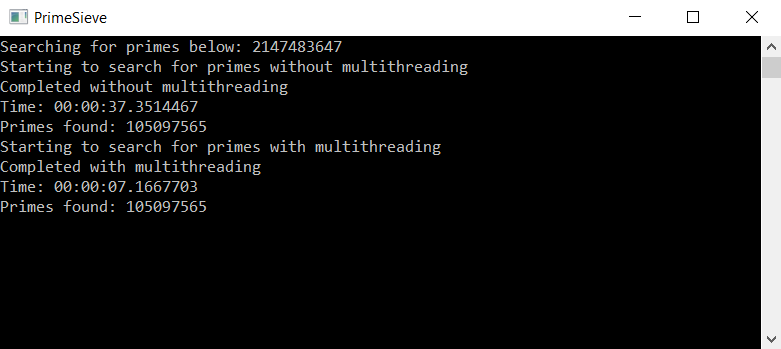 PrimeSieve
Searching for primes below: 2147483647
Starting to search for primes without multithreading
Completed without multithreading
Time: 00:00:37.3514467
Primes found: 105097565
Starting to search for primes with multithreading
Completed with multithreading
Time: 00:00:07.1667703
Primes found: 105097565